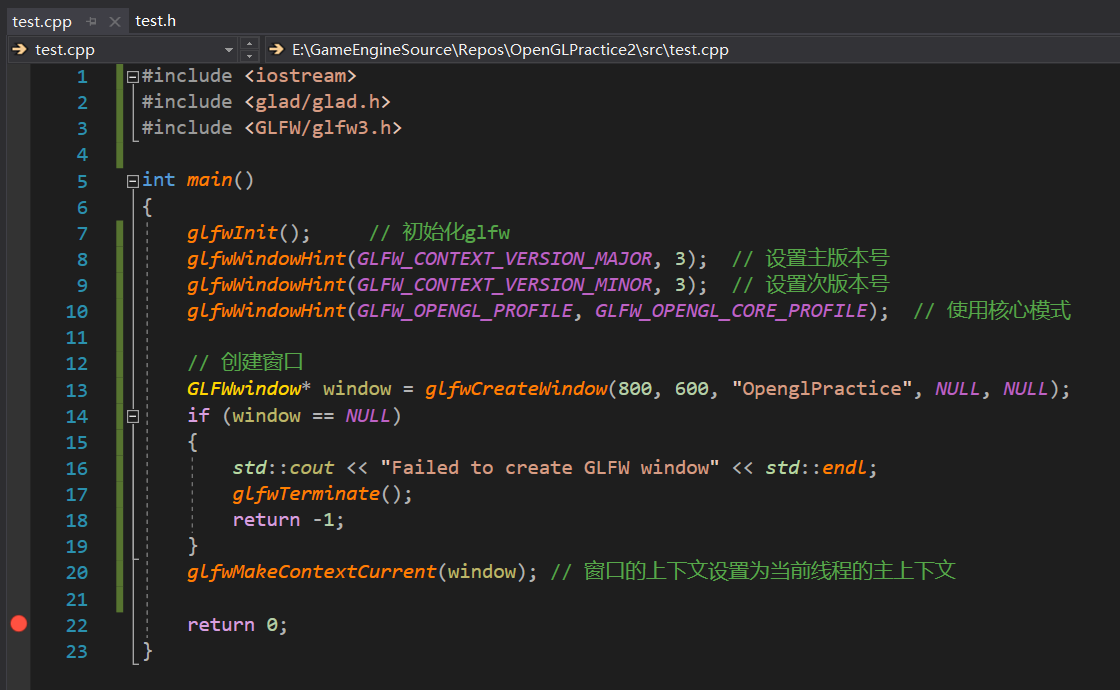 test.cpp
test.h
test.cpp
E:\GameEngineSource\Repos\OpenGLPractice2\src\test.cpp
1 #include <iostream>
2 #include <glad/glad.h>
3 #include <GLFW/glfw3.h>
4
5 int main()
6 {
7 glfwInit(); // 初始化glfw
8 glfwWindowHint(GLFW_CONTEXT_VERSION_MAJOR, 3); // 设置主版本号
9 glfwWindowHint(GLFW_CONTEXT_VERSION_MINOR, 3); // 设置次版本号
10 glfwWindowHint(GLFW_OPENGL_PROFILE, GLFW_OPENGL_CORE_PROFILE); // 使用核心模式
11
12 // 创建窗口
13 GLFWwindow* window = glfwCreateWindow(800, 600, "OpenglPractice", NULL, NULL);
14 if (window == NULL)
15 {
16 std::cout << "Failed to create GLFW window" << std::endl;
17 glfwTerminate();
18 return -1;
19 }
20 glfwMakeContextCurrent(window); // 窗口的上下文设置为当前线程的主上下文
21
22 return 0;
23 }